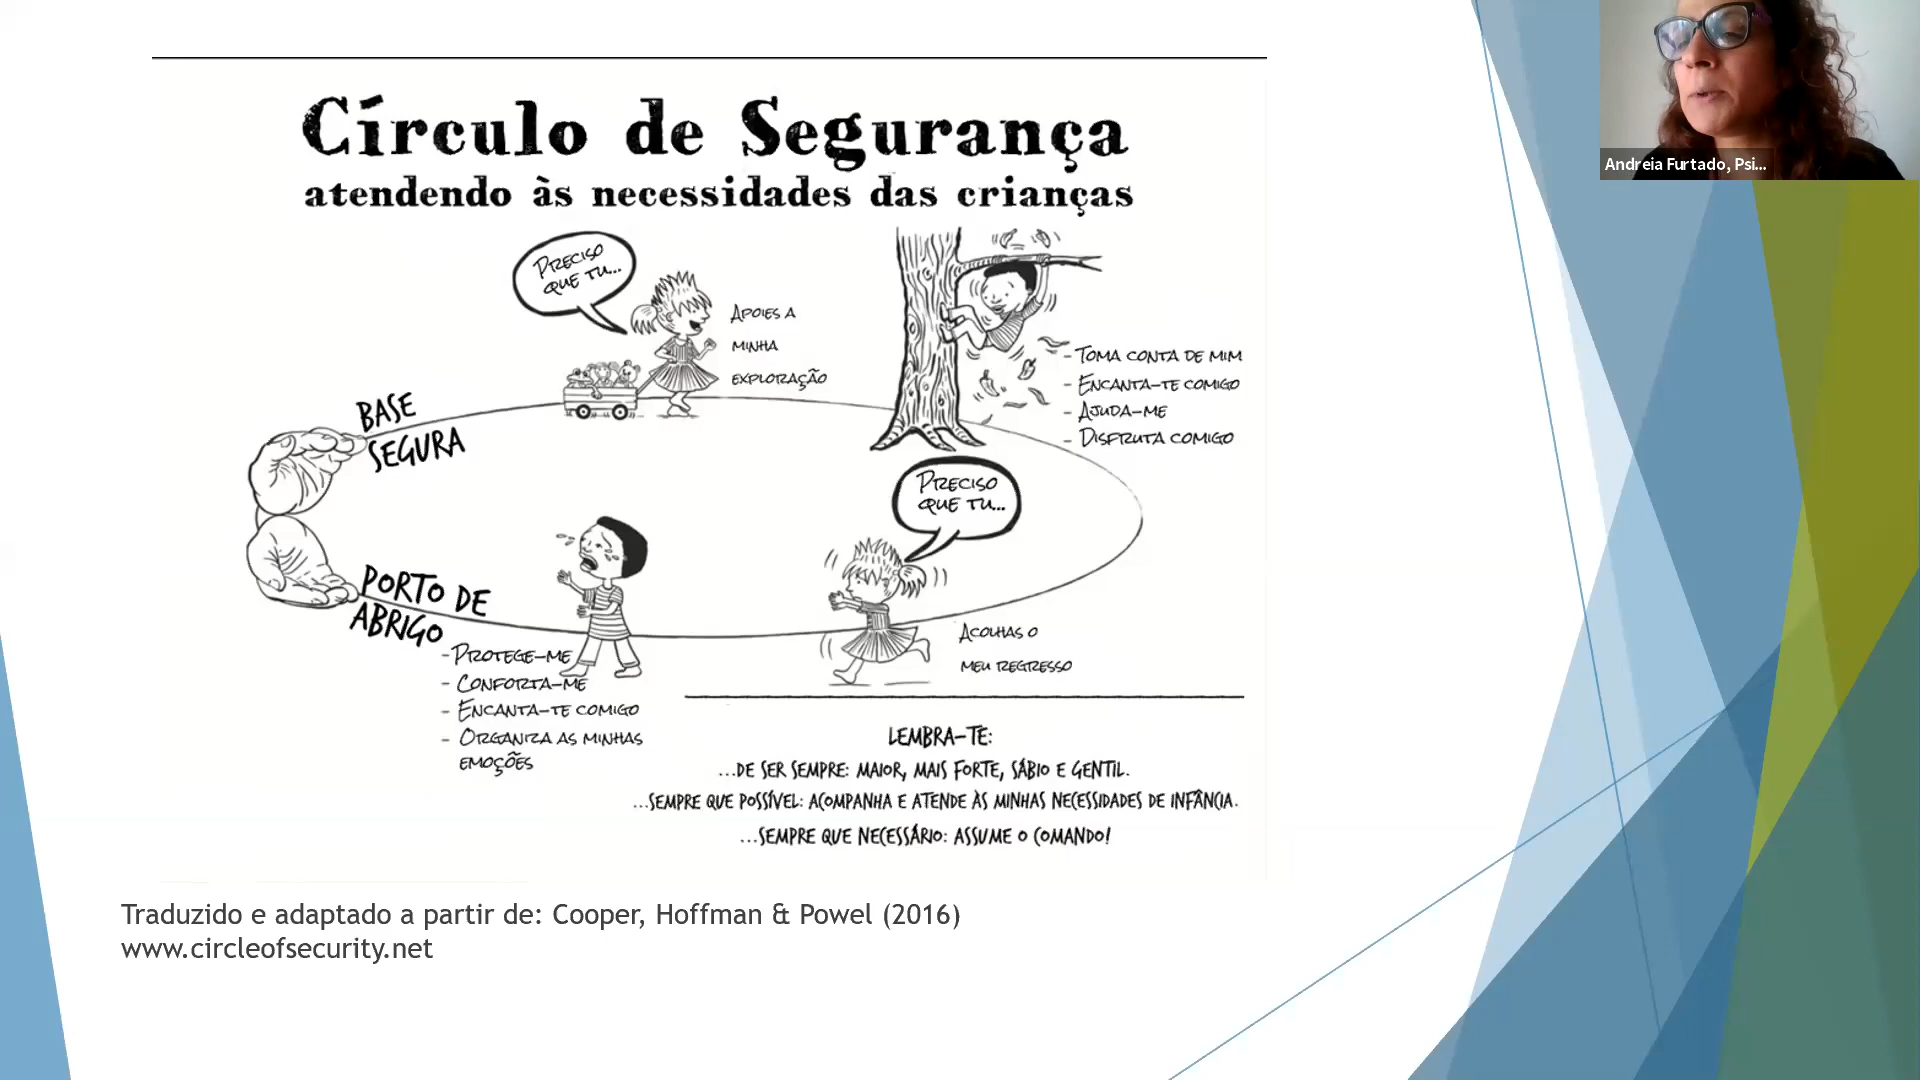 Círculo de Segurança
atendendo às necessidades das crianças
PRECISO
QUE TU...
APOIES A
MINHA
EXPLORAÇÃO
- TOMA CONTA DE MIM
- ENCANTA-TE COMIGO
- AJUDA-ME
- DISFRUTA COMIGO
BASE
SEGURA
PRECISO
QUE TU...
PORTO DE
ABRIGO
- PROTEGE-ME
- CONFORTA-ME
- ENCANTA-TE COMIGO
- ORGANIZA AS MINHAS
EMOÇÕES
ACOLHAS O
MEU REGRESSO
LEMBRA-TE:
...DE SER SEMPRE: MAIOR, MAIS FORTE, SÁBIO E GENTIL.
...SEMPRE QUE POSSÍVEL: ACOMPANHA E ATENDE ÀS MINHAS NECESSIDADES DE INFÂNCIA.
...SEMPRE QUE NECESSÁRIO: ASSUME O COMANDO!
Traduzido e adaptado a partir de: Cooper, Hoffman & Powel (2016)
www.circleofsecurity.net
Andreia Furtado, Psi...